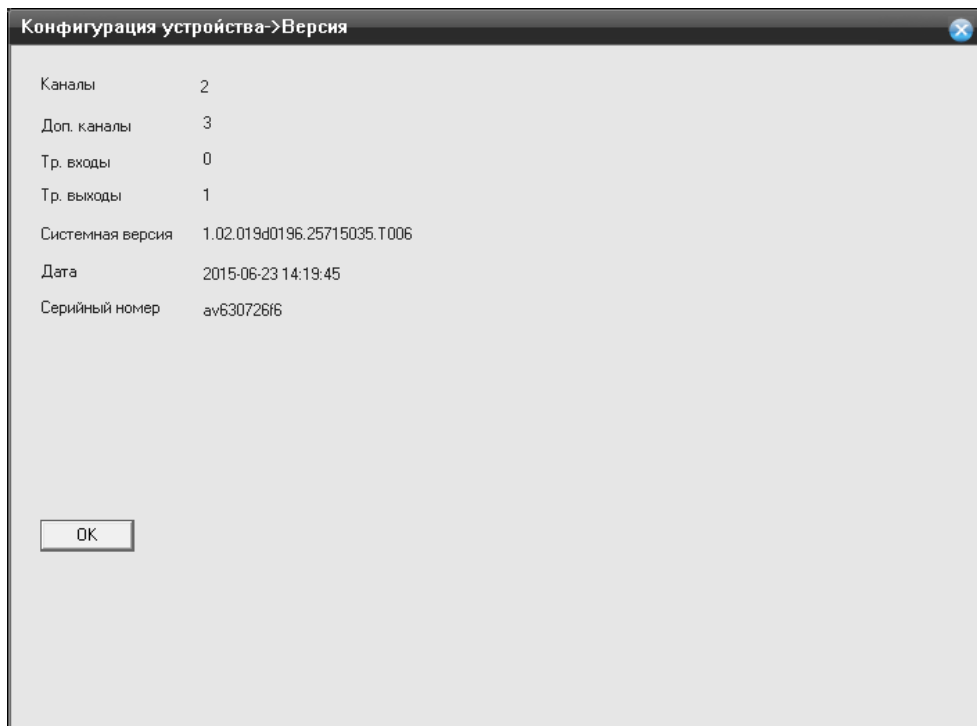 Конфигурация устройства->Версия
Каналы 2
Доп. каналы 3
Тр. входы 0
Тр. выходы 1
Системная версия 1.02.019d0196.25715035.T006
Дата 2015-06-23 14:19:45
Серийный номер av630726f6
OK